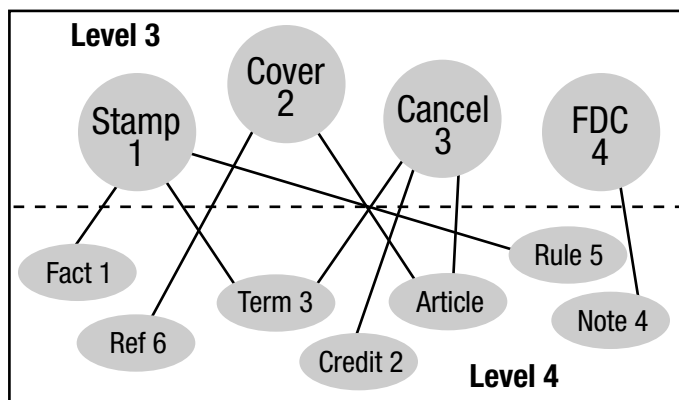 Level 3
Stamp
1
Cover
2
Cancel
3
FDC
4
Fact 1
Ref 6
Term 3
Credit 2
Article
Rule 5
Note 4
Level 4